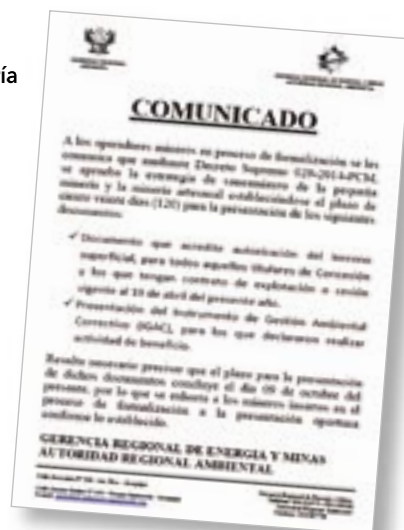 ía
COMUNICADO
A los operadores mineros en proceso de formalización se les
comunica que mediante Decreto Supremo 029-2014-PCM,
se aprueba la estrategia de saneamiento de la pequeña
minería y la minería artesanal estableciéndose el plazo de
ciento veinte días (120) para la presentación de los siguientes
documentos:
✓ Documento que acredite autorización del terreno
superficial, para todos aquellos titulares de Concesión
o los que tengan contrato de explotación o cesión
vigente al 19 de abril del presente año.
✓ Presentación del Instrumento de Gestión Ambiental
Correctivo (IGAC), para los que declararon realizar
actividad de beneficio.
Resulta necesario precisar que el plazo para la presentación
de dichos documentos concluye el día 09 de octubre del
presente, por lo que se exhorta a los mineros insertos en el
proceso de formalización a la presentación oportuna
conforme lo establecido.
GERENCIA REGIONAL DE ENERGIA Y MINAS
AUTORIDAD REGIONAL AMBIENTAL